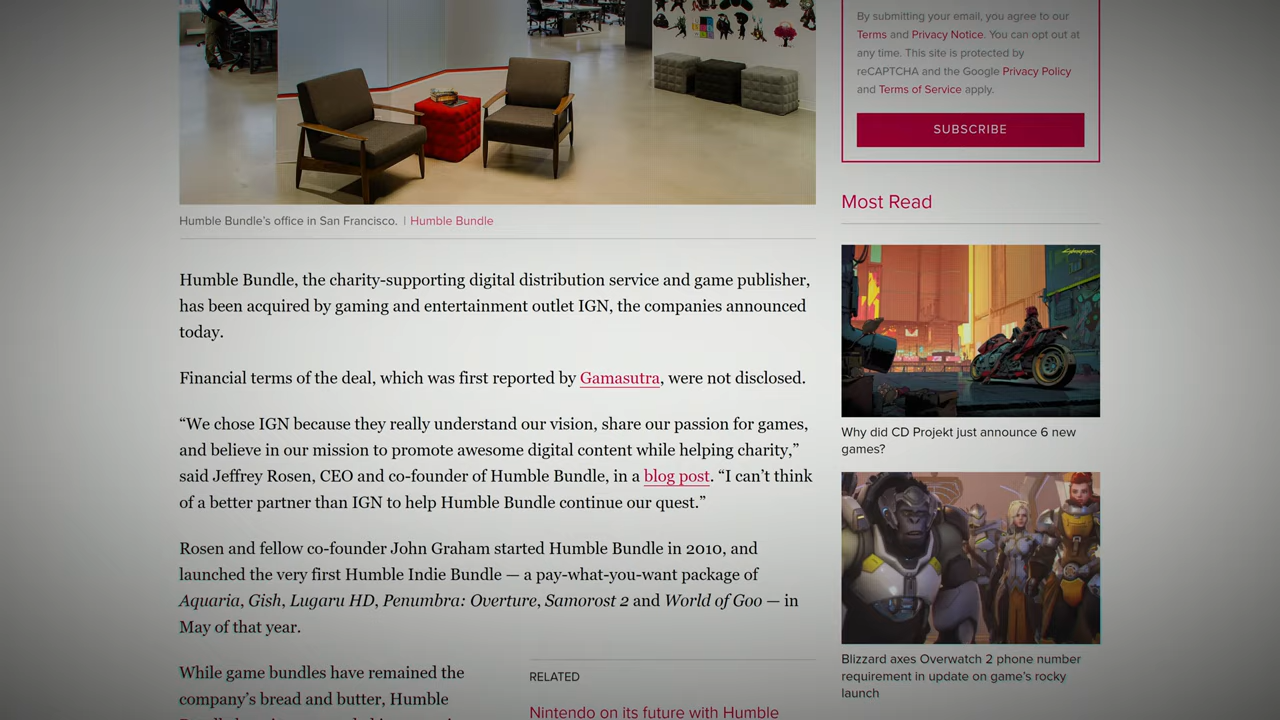 Humble Bundle's office in San Francisco. | Humble Bundle
Humble Bundle, the charity-supporting digital distribution service and game publisher,
has been acquired by gaming and entertainment outlet IGN, the companies announced
today.
Financial terms of the deal, which was first reported by Gamasutra, were not disclosed.
“We chose IGN because they really understand our vision, share our passion for games,
and believe in our mission to promote awesome digital content while helping charity,”
said Jeffrey Rosen, CEO and co-founder of Humble Bundle, in a blog post. “I can’t think
of a better partner than IGN to help Humble Bundle continue our quest.”
Rosen and fellow co-founder John Graham started Humble Bundle in 2010, and
launched the very first Humble Indie Bundle — a pay-what-you-want package of
Aquaria, Gish, Lugaru HD, Penumbra: Overture, Samorost 2 and World of Goo — in
May of that year.
While game bundles have remained the
company’s bread and butter, Humble
RELATED
Nintendo on its future with Humble
By submitting your email, you agree to our
Terms and Privacy Notice. You can opt out at
any time. This site is protected by
reCAPTCHA and the Google Privacy Policy
and Terms of Service apply.
SUBSCRIBE
Most Read
Why did CD Projekt just announce 6 new
games?
Blizzard axes Overwatch 2 phone number
requirement in update on game’s rocky
launch